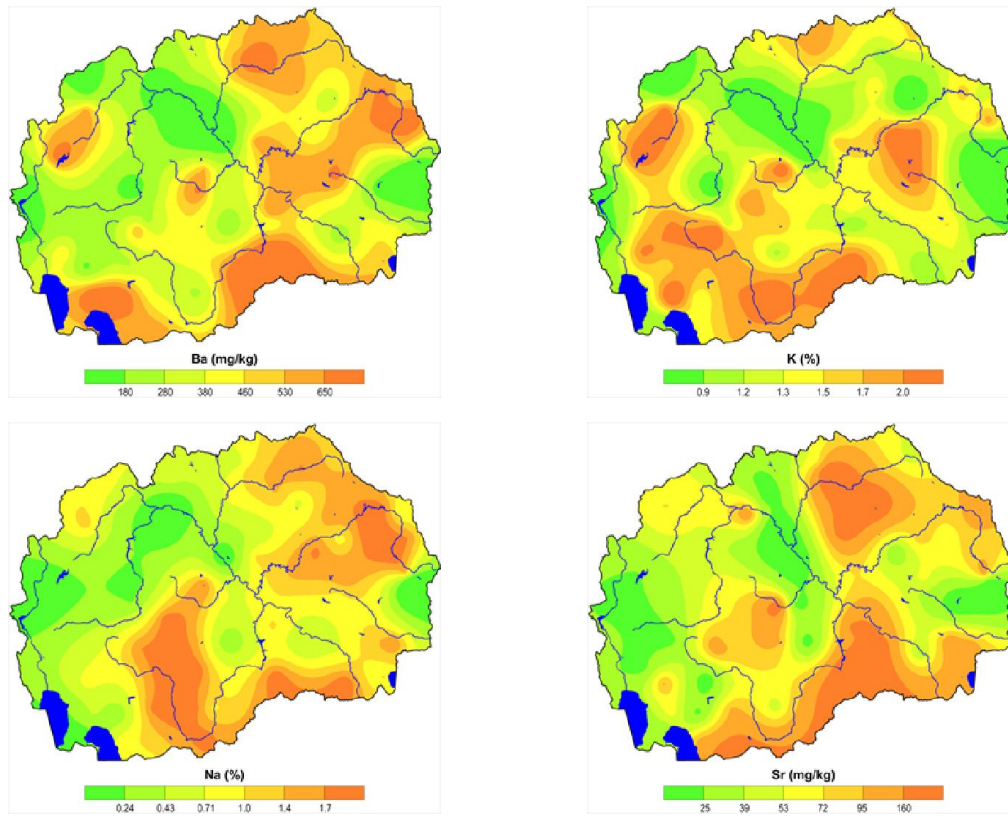 Ba (mg/kg)
180 280 380 460 530 650
K (%)
0.9 1.2 1.3 1.5 1.7 2.0
Na (%)
0.24 0.43 0.71 1.0 1.4 1.7
Sr (mg/kg)
25 39 53 72 95 160